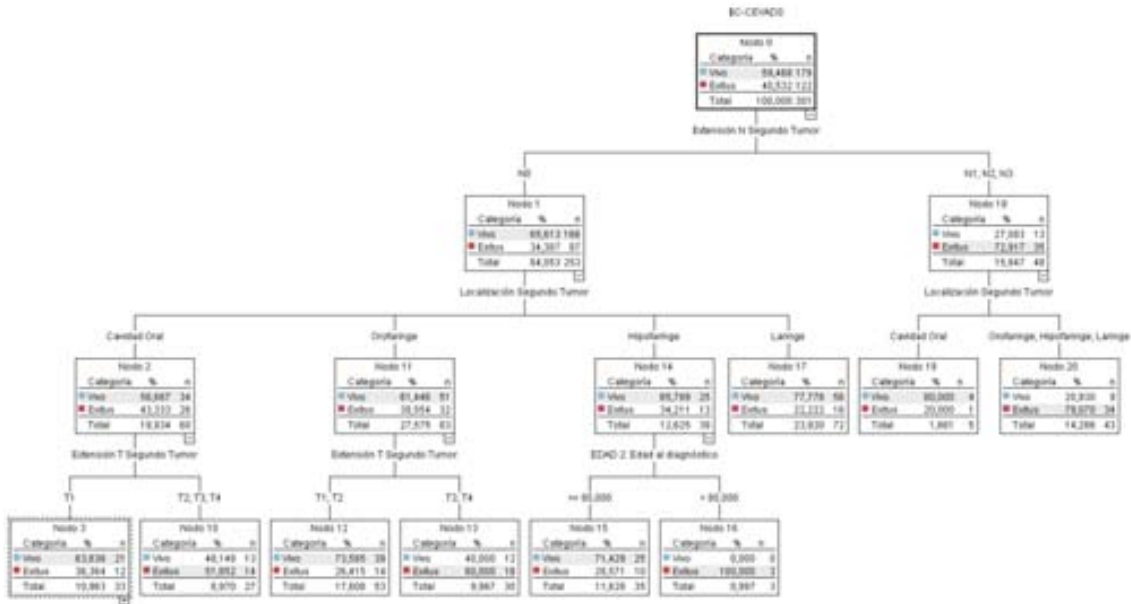 Nodo 0
Categoría % n
Vivo 59,468 179
Exitus 40,532 122
Total 100,000 301
Extensión N Segundo Tumor
N0
N1, N2, N3
Nodo 1
Categoría % n
Vivo 65,613 166
Exitus 34,387 87
Total 84,053 253
Nodo 18
Categoría % n
Vivo 27,083 13
Exitus 72,917 35
Total 15,947 48
Localización Segundo Tumor
Localización Segundo Tumor
Cavidad Oral
Orofaringe
Hipofaringe
Laringe
Cavidad Oral
Orofaringe, Hipofaringe, Laringe
Nodo 2
Categoría % n
Vivo 56,667 34
Exitus 43,333 26
Total 19,934 60
Nodo 11
Categoría % n
Vivo 61,446 51
Exitus 38,554 32
Total 27,575 83
Nodo 14
Categoría % n
Vivo 65,789 25
Exitus 34,211 13
Total 12,625 38
Nodo 17
Categoría % n
Vivo 77,778 56
Exitus 22,222 16
Total 23,920 72
Nodo 19
Categoría % n
Vivo 80,000 4
Exitus 20,000 1
Total 1,661 5
Nodo 20
Categoría % n
Vivo 20,930 9
Exitus 79,070 34
Total 14,286 43
Extensión T Segundo Tumor
Extensión T Segundo Tumor
EDAD 2. Edad al diagnóstico
T1
T2, T3, T4
T1, T2
T3, T4
Nodo 3
Categoría % n
Vivo 63,636 21
Exitus 36,364 12
Total 10,963 33
Nodo 10
Categoría % n
Vivo 48,148 13
Exitus 51,852 14
Total 8,970 27
Nodo 12
Categoría % n
Vivo 73,585 39
Exitus 26,415 14
Total 17,608 53
Nodo 13
Categoría % n
Vivo 40,000 12
Exitus 60,000 18
Total 9,967 30
Nodo 15
Categoría % n
Vivo 71,429 25
Exitus 28,571 10
Total 11,628 35
Nodo 16
Categoría % n
Vivo 0,000 0
Exitus 100,000 3
Total 0,997 3